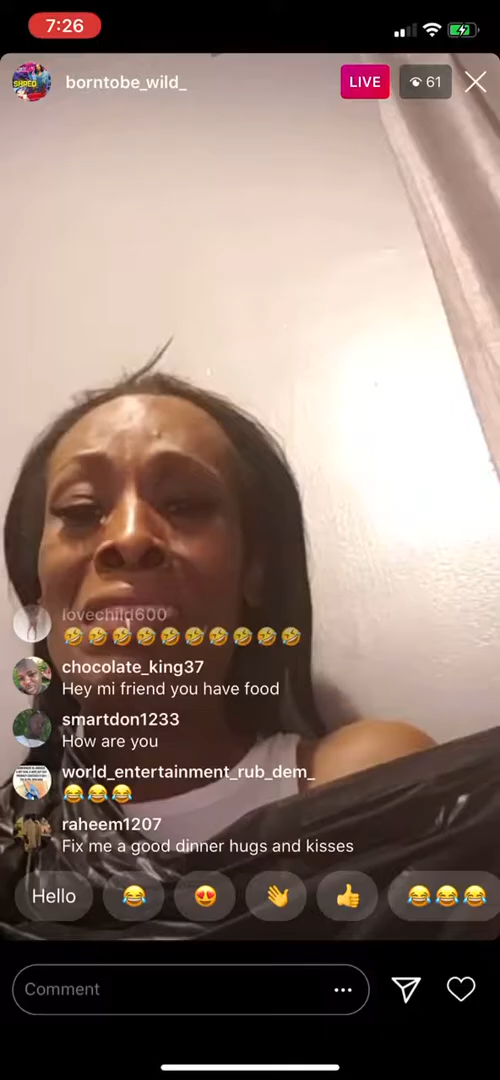 7:26
borntobe_wild_
LIVE
61
SHRED
lovechild600
🤣🤣🤣🤣🤣🤣🤣🤣🤣🤣
chocolate_king37
Hey mi friend you have food
smartdon1233
How are you
world_entertainment_rub_dem_
😂😂😂
raheem1207
Fix me a good dinner hugs and kisses
Hello 😂 😍 👋 👍 😂😂😂
Comment